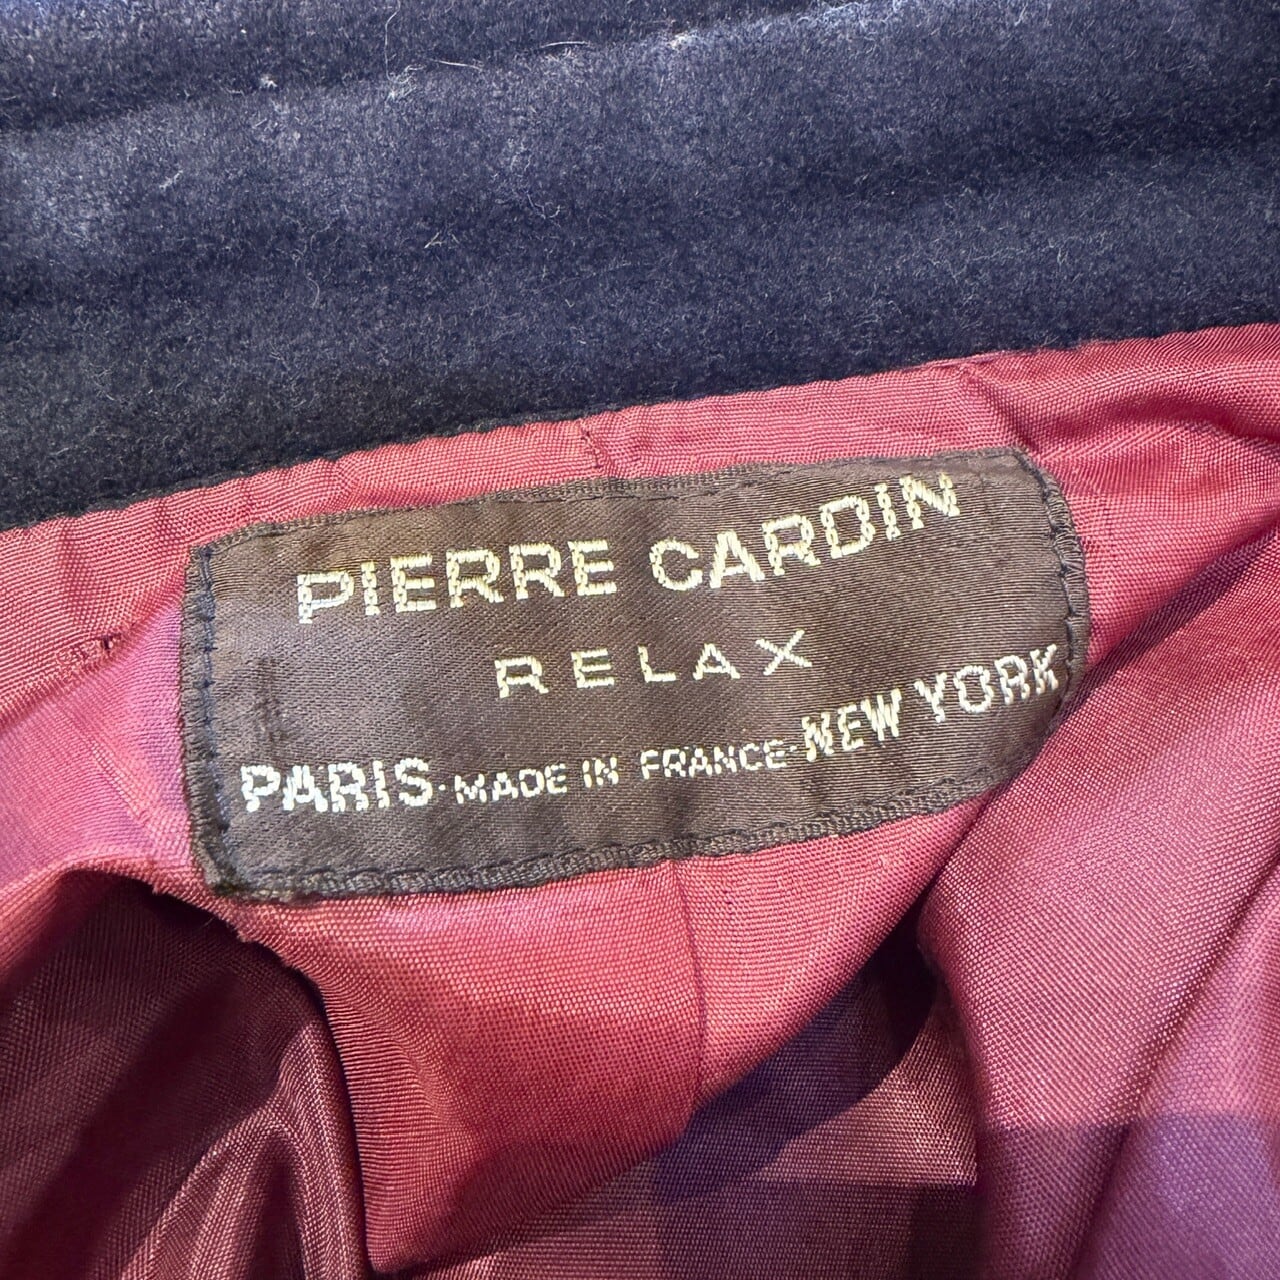 PIERRE CARDIN
RELAX
PARIS·MADE IN FRANCE·NEW YORK